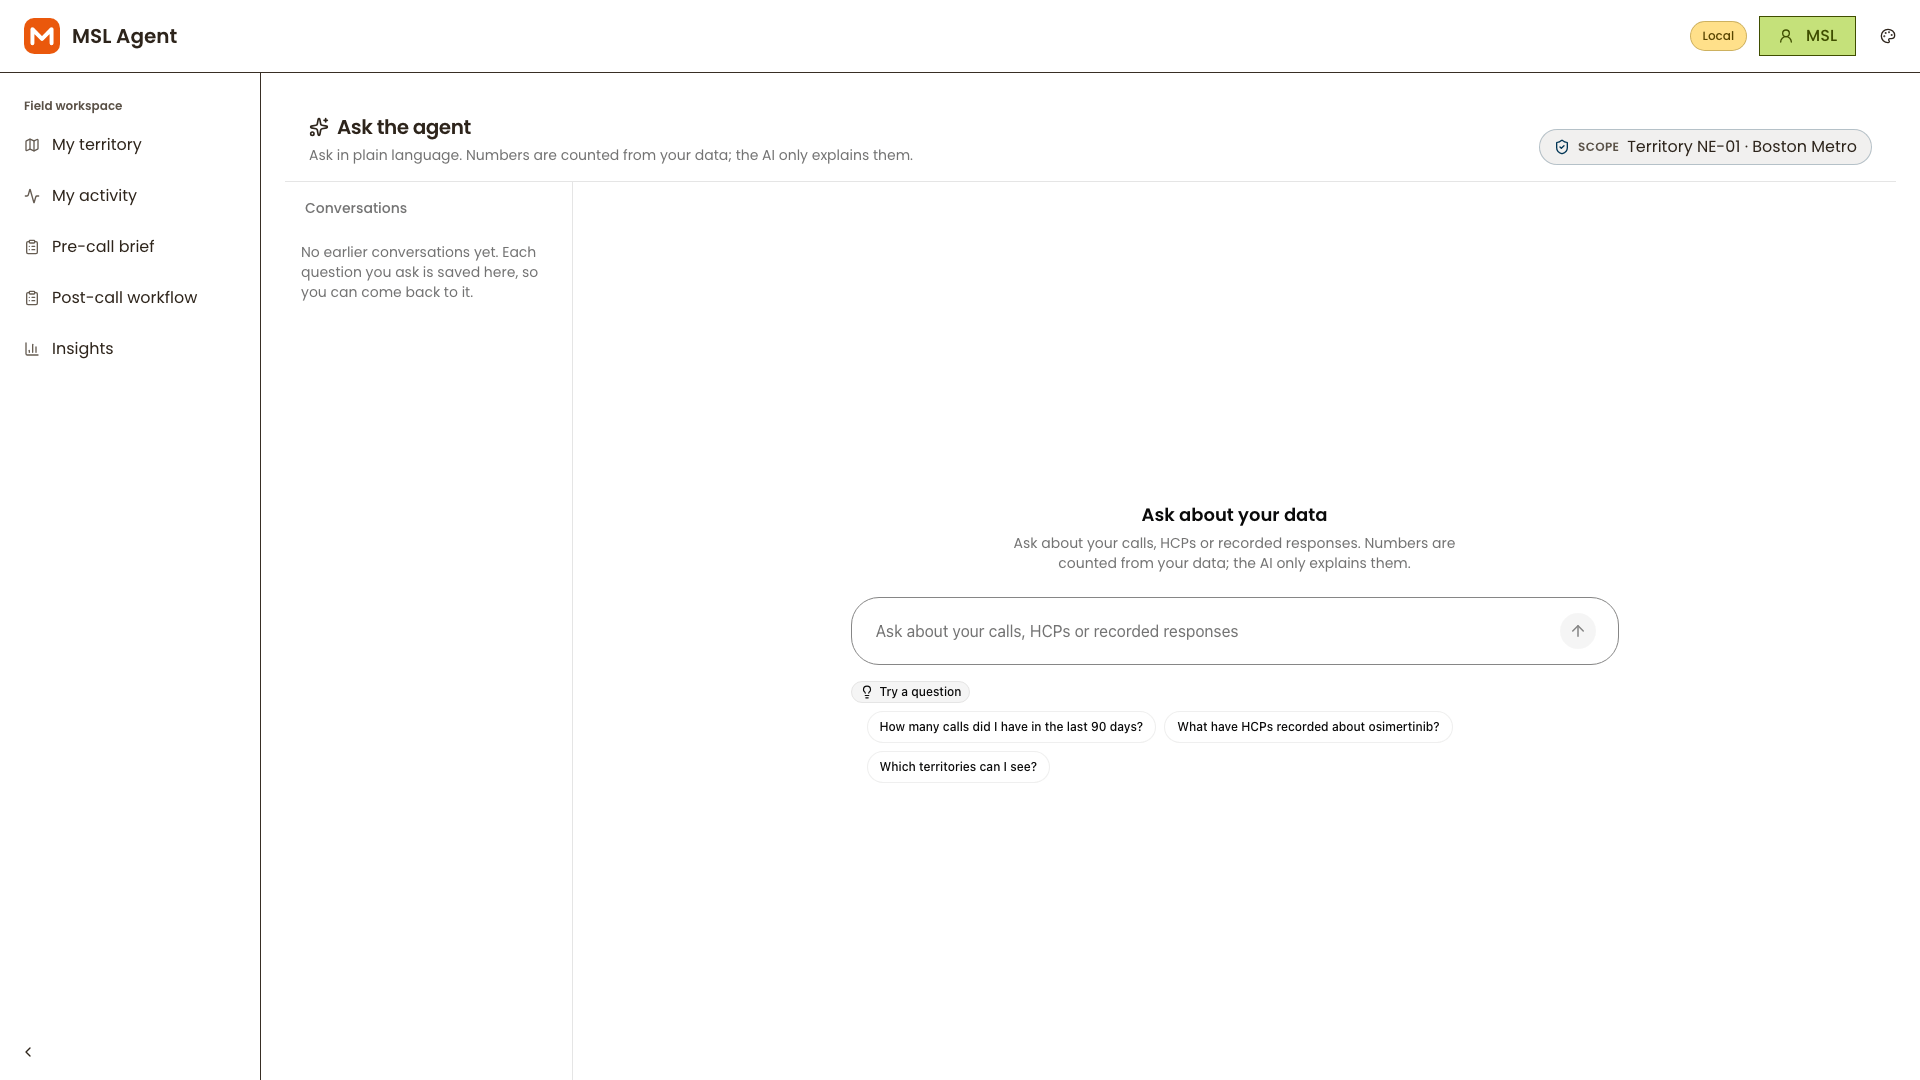 MSL Agent
Local
MSL
Field workspace
My territory
My activity
Pre-call brief
Post-call workflow
Insights
Ask the agent
Ask in plain language. Numbers are counted from your data; the AI only explains them.
SCOPE Territory NE-01 · Boston Metro
Conversations
No earlier conversations yet. Each
question you ask is saved here, so
you can come back to it.
Ask about your data
Ask about your calls, HCPs or recorded responses. Numbers are
counted from your data; the AI only explains them.
Ask about your calls, HCPs or recorded responses
Try a question
How many calls did I have in the last 90 days?
What have HCPs recorded about osimertinib?
Which territories can I see?